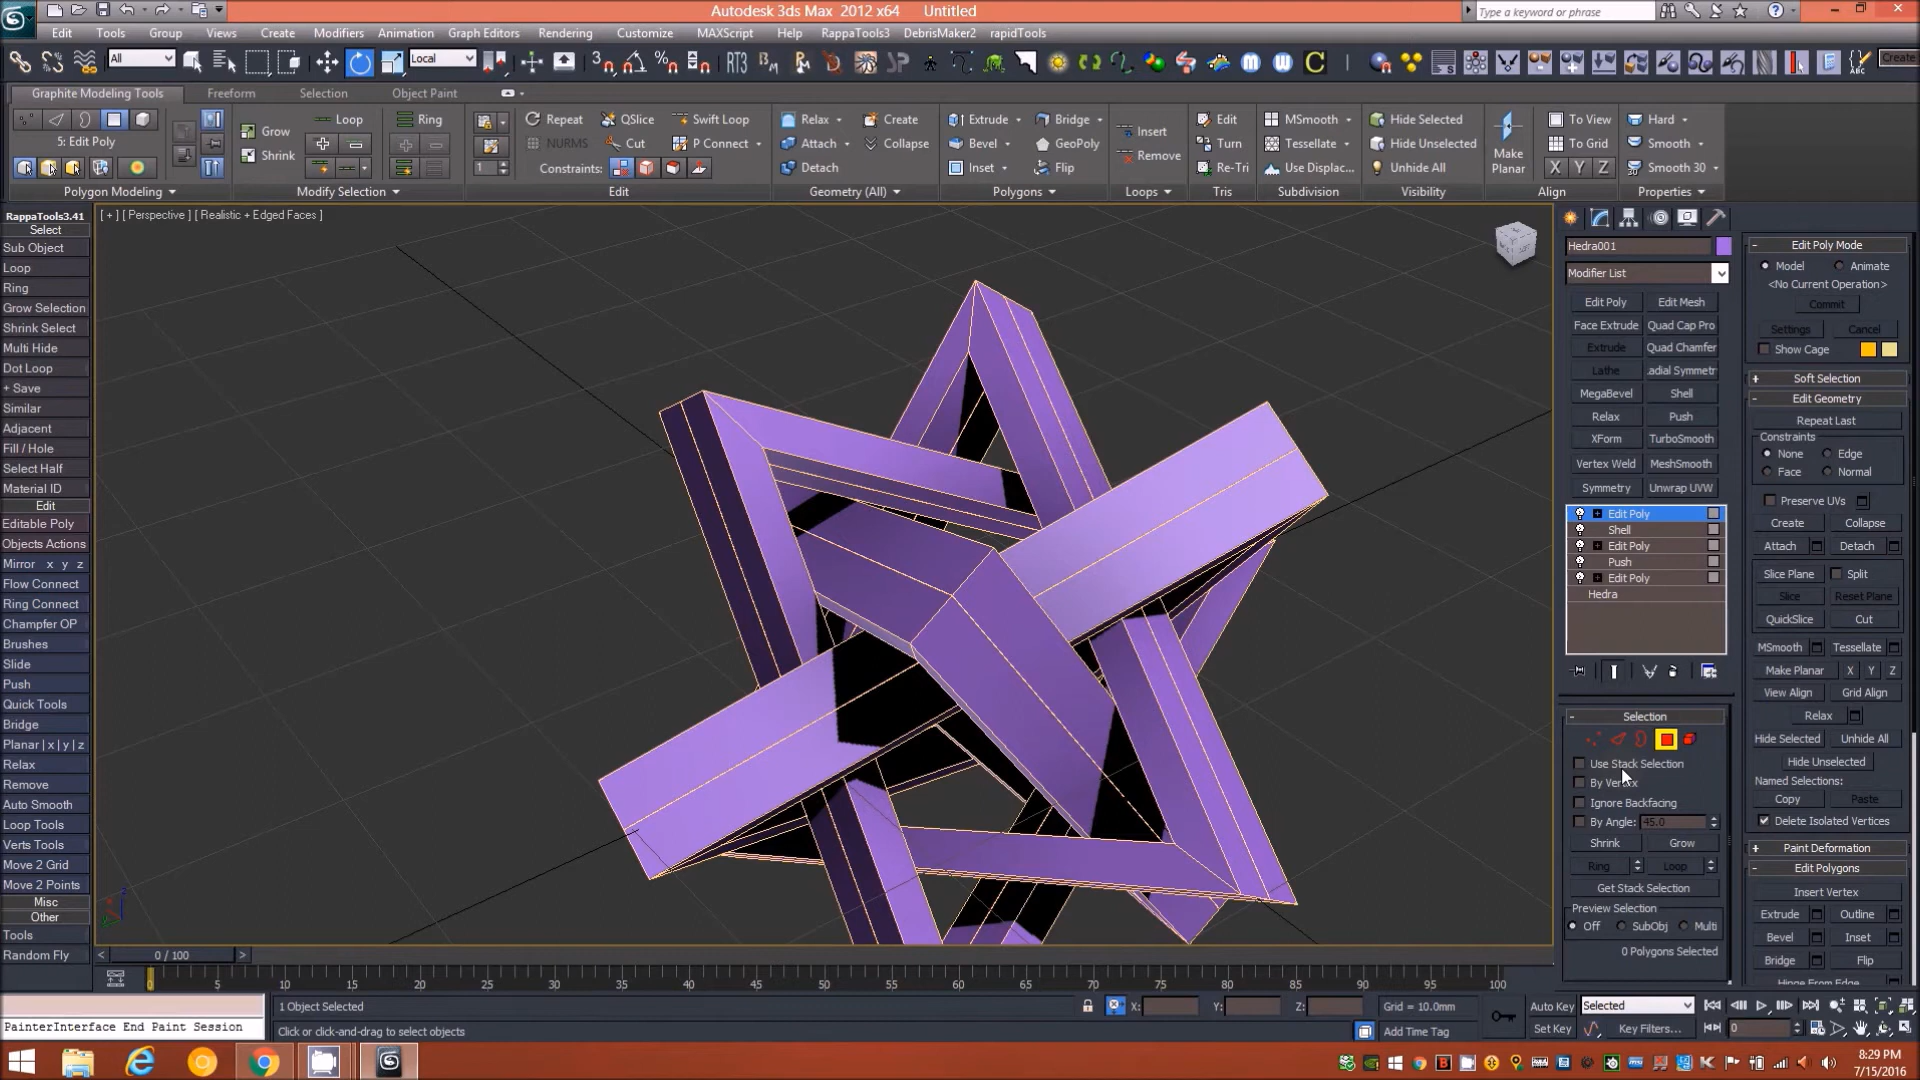 Autodesk 3ds Max 2012 x64 Untitled
Type a keyword or phrase
Edit Tools Group Views Create Modifiers Animation Graph Editors Rendering Customize MAXScript Help RappaTools3 DebrisMaker2 rapidTools
All Local Create
Graphite Modeling Tools Freeform Selection Object Paint
5: Edit Poly
Polygon Modeling
Grow
Shrink
Loop
Ring
Modify Selection
Repeat QSlice Swift Loop
NURMS Cut P Connect
Constraints:
Edit
Relax Create
Attach Collapse
Detach
Geometry (All)
Extrude Bridge
Bevel GeoPoly
Inset Flip
Polygons
Insert
Remove
Loops
Edit
Turn
Re-Tri
Tris
MSmooth
Tessellate
Use Displac...
Subdivision
Hide Selected
Hide Unselected
Unhide All
Visibility
Make Planar
To View
To Grid
X Y Z
Align
Hard
Smooth
Smooth 30
Properties
RappaTools3.41
Select
Sub Object
Loop
Ring
Grow Selection
Shrink Select
Multi Hide
Dot Loop
+ Save
Similar
Adjacent
Fill / Hole
Select Half
Material ID
Edit
Editable Poly
Objects Actions
Mirror x y z
Flow Connect
Ring Connect
Champfer OP
Brushes
Slide
Push
Quick Tools
Bridge
Planar | x | y | z
Relax
Remove
Auto Smooth
Loop Tools
Verts Tools
Move 2 Grid
Move 2 Points
Misc
Other
Tools
Random Fly
[ + ] [ Perspective ] [ Realistic + Edged Faces ]
Hedra001
Modifier List
Edit Poly Edit Mesh
Face Extrude Quad Cap Pro
Extrude Quad Chamfer
Lathe adial Symmetr
MegaBevel Shell
Relax Push
XForm TurboSmooth
Vertex Weld MeshSmooth
Symmetry Unwrap UVW
Edit Poly
Shell
Edit Poly
Push
Edit Poly
Hedra
- Selection
Use Stack Selection
By Vertex
Ignore Backfacing
By Angle: 45.0
Shrink Grow
Ring Loop
Get Stack Selection
Preview Selection
Off SubObj Multi
0 Polygons Selected
- Edit Poly Mode
Model Animate
<No Current Operation>
Commit
Settings Cancel
Show Cage
+ Soft Selection
- Edit Geometry
Repeat Last
Constraints
None Edge
Face Normal
Preserve UVs
Create Collapse
Attach Detach
Slice Plane Split
Slice Reset Plane
QuickSlice Cut
MSmooth Tessellate
Make Planar X Y Z
View Align Grid Align
Relax
Hide Selected Unhide All
Hide Unselected
Named Selections:
Copy Paste
Delete Isolated Vertices
+ Paint Deformation
- Edit Polygons
Insert Vertex
Extrude Outline
Bevel Inset
Bridge Flip
Hinge From Edge
< 0 / 100 >
0 5 10 15 20 25 30 35 40 45 50 55 60 65 70 75 80 85 90 95 100
1 Object Selected X: Y: Z: Grid = 10.0mm Auto Key Selected
PainterInterface End Paint Session
Click or click-and-drag to select objects Add Time Tag Set Key Key Filters... 0
8:29 PM
7/15/2016